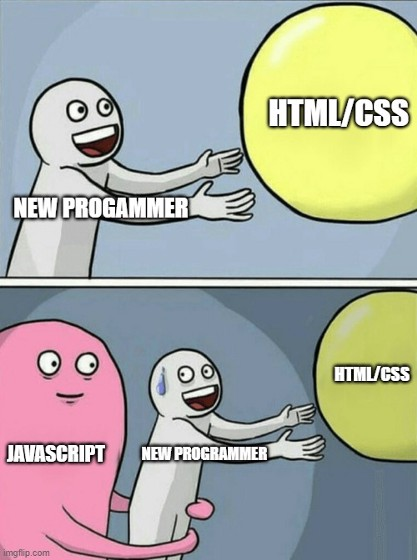 HTML/CSS
NEW PROGAMMER
HTML/CSS
JAVASCRIPT
NEW PROGRAMMER
imgflip.com